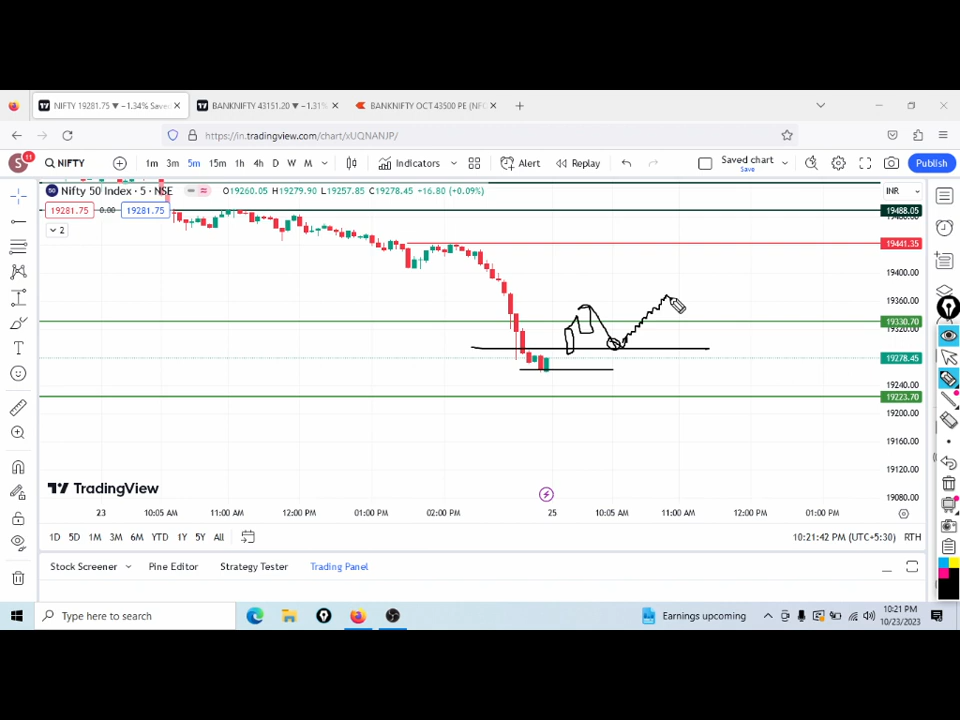 NIFTY 19281.75 ▼ −1.34% Save
BANKNIFTY 43151.20 ▼ −1.31%
BANKNIFTY OCT 43500 PE (NFO
https://in.tradingview.com/chart/xUQNANJP/
S 11 NIFTY 1m 3m 5m 15m 1h 4h D W M Indicators Alert Replay Saved chart Save Publish
50 Nifty 50 Index · 5 · NSE O19260.05 H19279.90 L19257.85 C19278.45 +16.80 (+0.09%)
INR
19281.75 0.00 19281.75
2
19488.05
19441.35
19400.00
19360.00
19330.70
19320.00
19278.45
19240.00
19223.70
19200.00
19160.00
19120.00
19080.00
TradingView
23 10:05 AM 11:00 AM 12:00 PM 01:00 PM 02:00 PM 25 10:05 AM 11:00 AM 12:00 PM 01:00 PM
1D 5D 1M 3M 6M YTD 1Y 5Y All
10:21:42 PM (UTC+5:30) RTH
Stock Screener Pine Editor Strategy Tester Trading Panel
Type here to search
Earnings upcoming
10:21 PM
10/23/2023